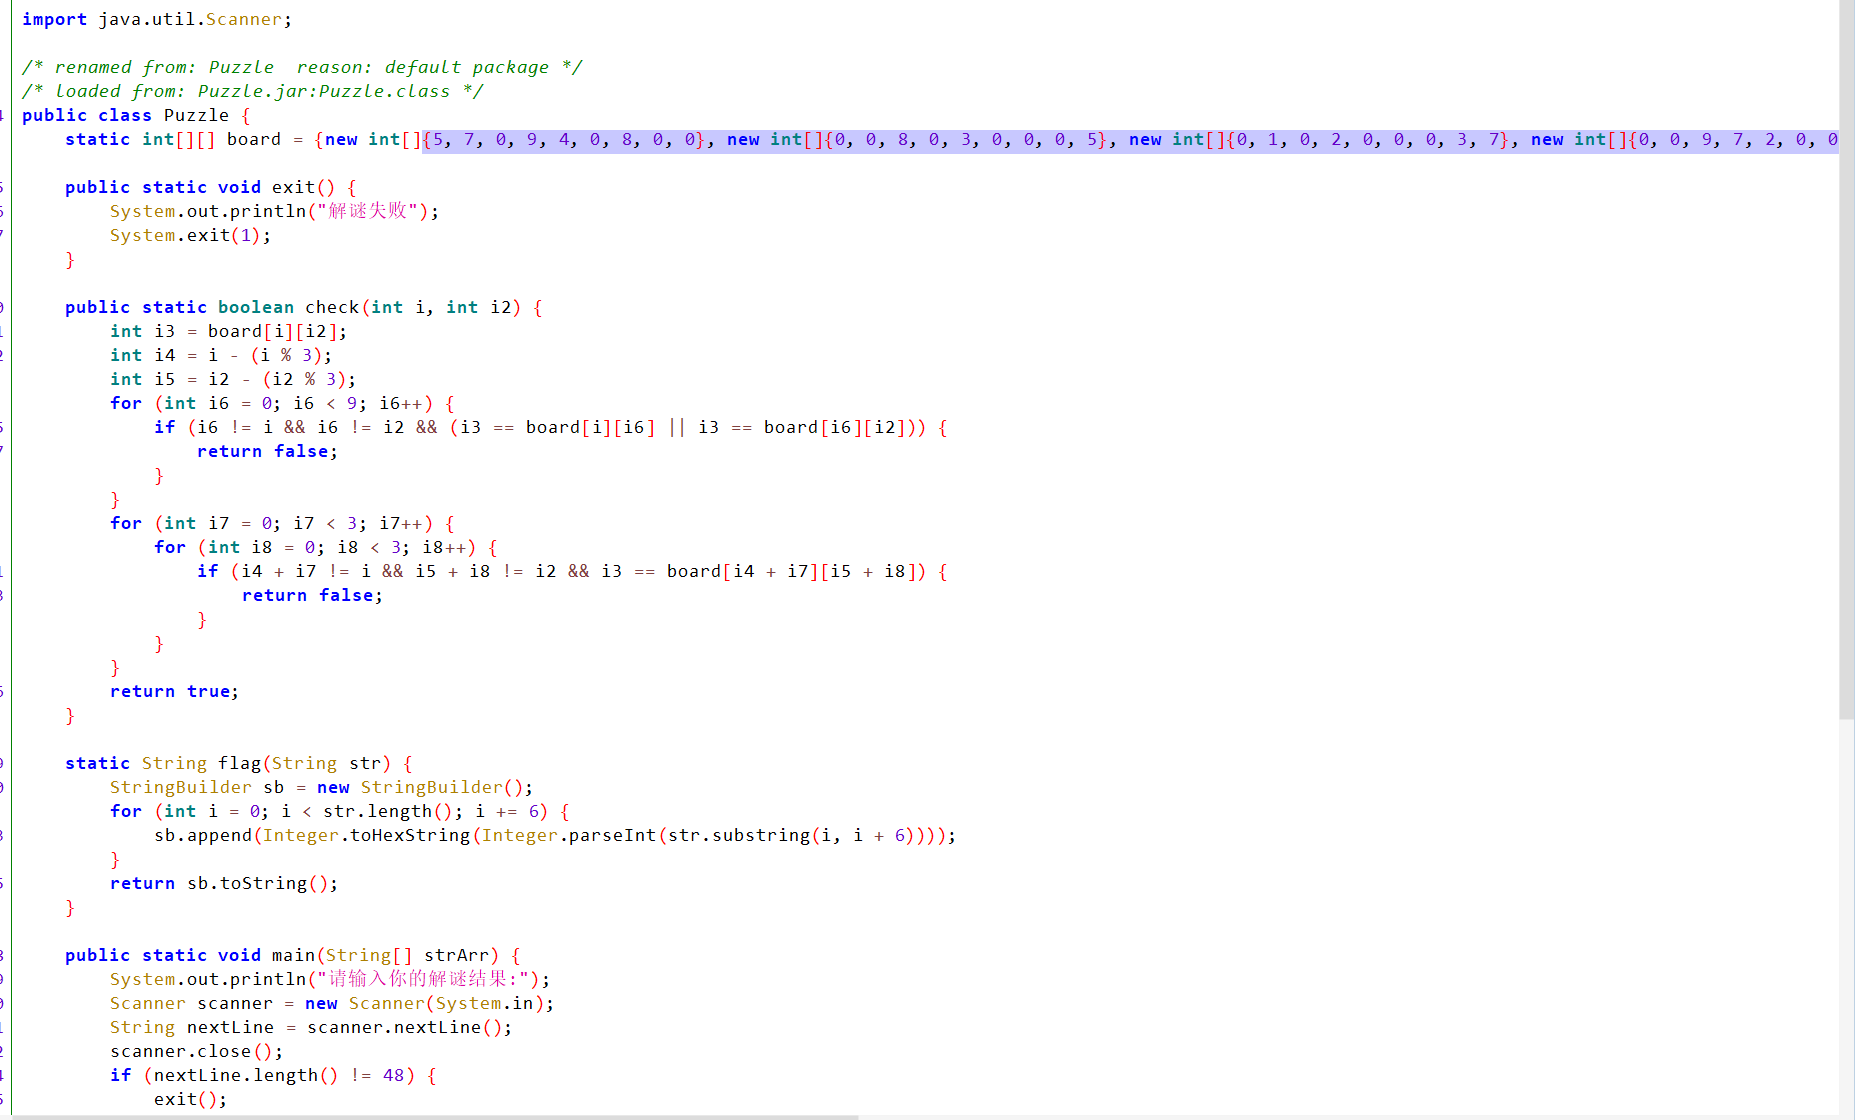 import java.util.Scanner;
/* renamed from: Puzzle  reason: default package */
/* loaded from: Puzzle.jar:Puzzle.class */
public class Puzzle {
    static int[][] board = {new int[]{5, 7, 0, 9, 4, 0, 8, 0, 0}, new int[]{0, 0, 8, 0, 3, 0, 0, 0, 5}, new int[]{0, 1, 0, 2, 0, 0, 0, 3, 7}, new int[]{0, 0, 9, 7, 2, 0, 0
    public static void exit() {
        System.out.println("解谜失败");
        System.exit(1);
    }
    public static boolean check(int i, int i2) {
        int i3 = board[i][i2];
        int i4 = i - (i % 3);
        int i5 = i2 - (i2 % 3);
        for (int i6 = 0; i6 < 9; i6++) {
            if (i6 != i && i6 != i2 && (i3 == board[i][i6] || i3 == board[i6][i2])) {
                return false;
            }
        }
        for (int i7 = 0; i7 < 3; i7++) {
            for (int i8 = 0; i8 < 3; i8++) {
                if (i4 + i7 != i && i5 + i8 != i2 && i3 == board[i4 + i7][i5 + i8]) {
                    return false;
                }
            }
        }
        return true;
    }
    static String flag(String str) {
        StringBuilder sb = new StringBuilder();
        for (int i = 0; i < str.length(); i += 6) {
            sb.append(Integer.toHexString(Integer.parseInt(str.substring(i, i + 6))));
        }
        return sb.toString();
    }
    public static void main(String[] strArr) {
        System.out.println("请输入你的解谜结果:");
        Scanner scanner = new Scanner(System.in);
        String nextLine = scanner.nextLine();
        scanner.close();
        if (nextLine.length() != 48) {
            exit();